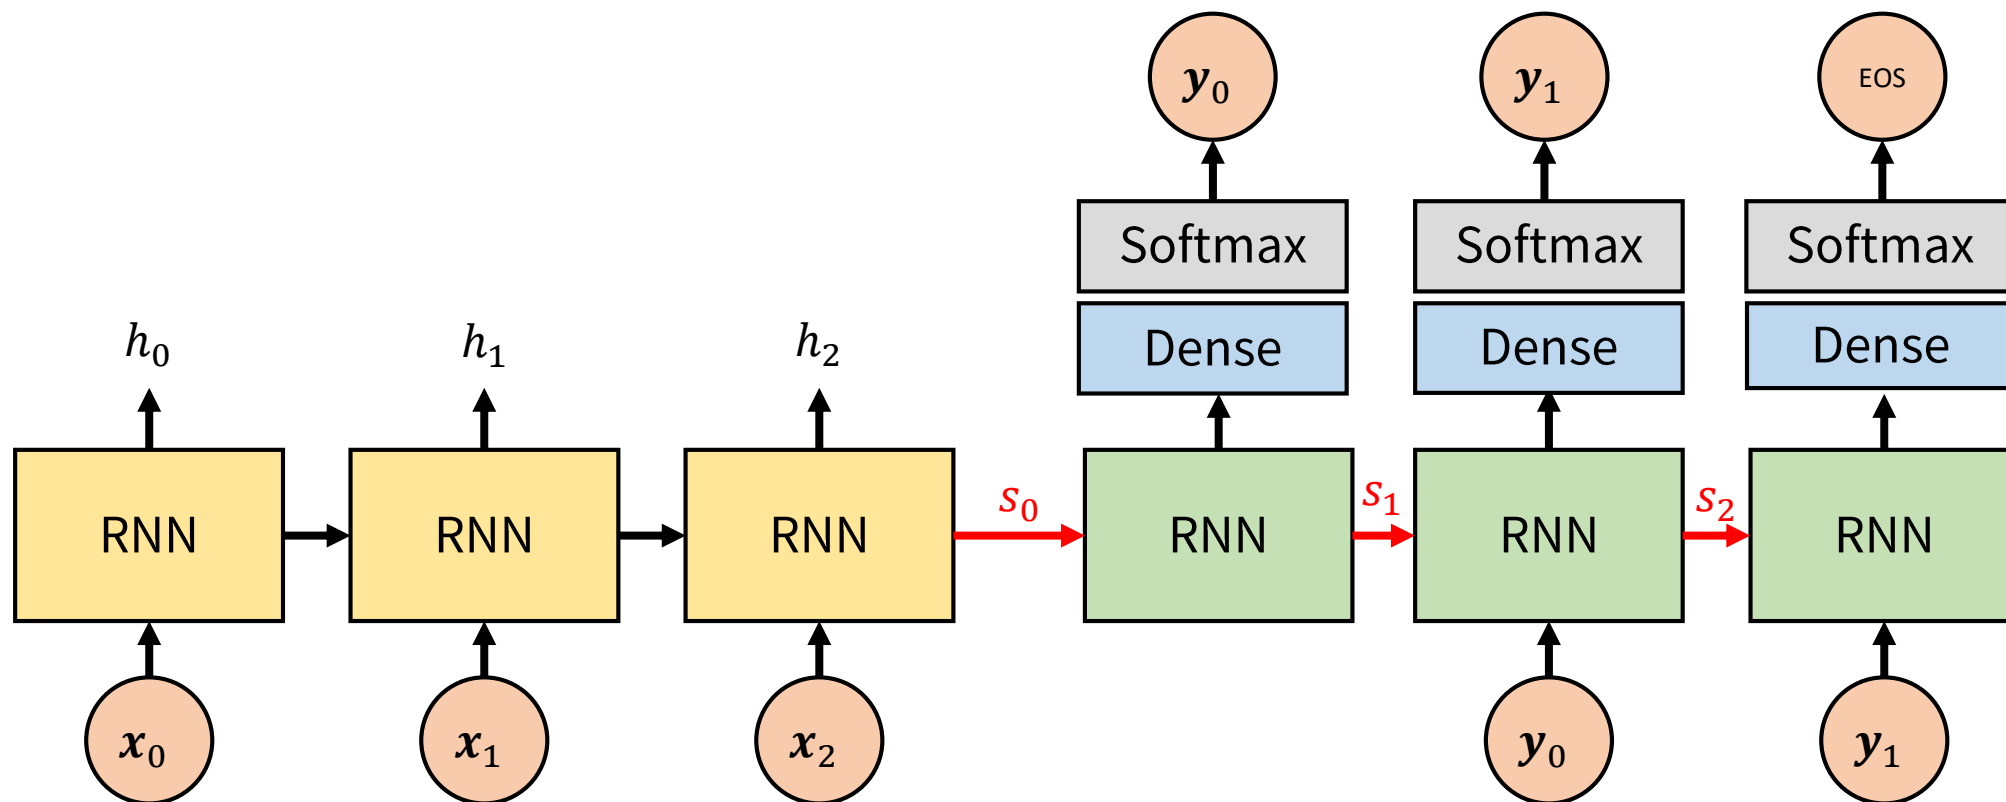 y₀ y₁ EOS
Softmax Softmax Softmax
h₀ h₁ h₂ Dense Dense Dense
s₀ s₁ s₂
RNN RNN RNN RNN RNN RNN
x₀ x₁ x₂ y₀ y₁